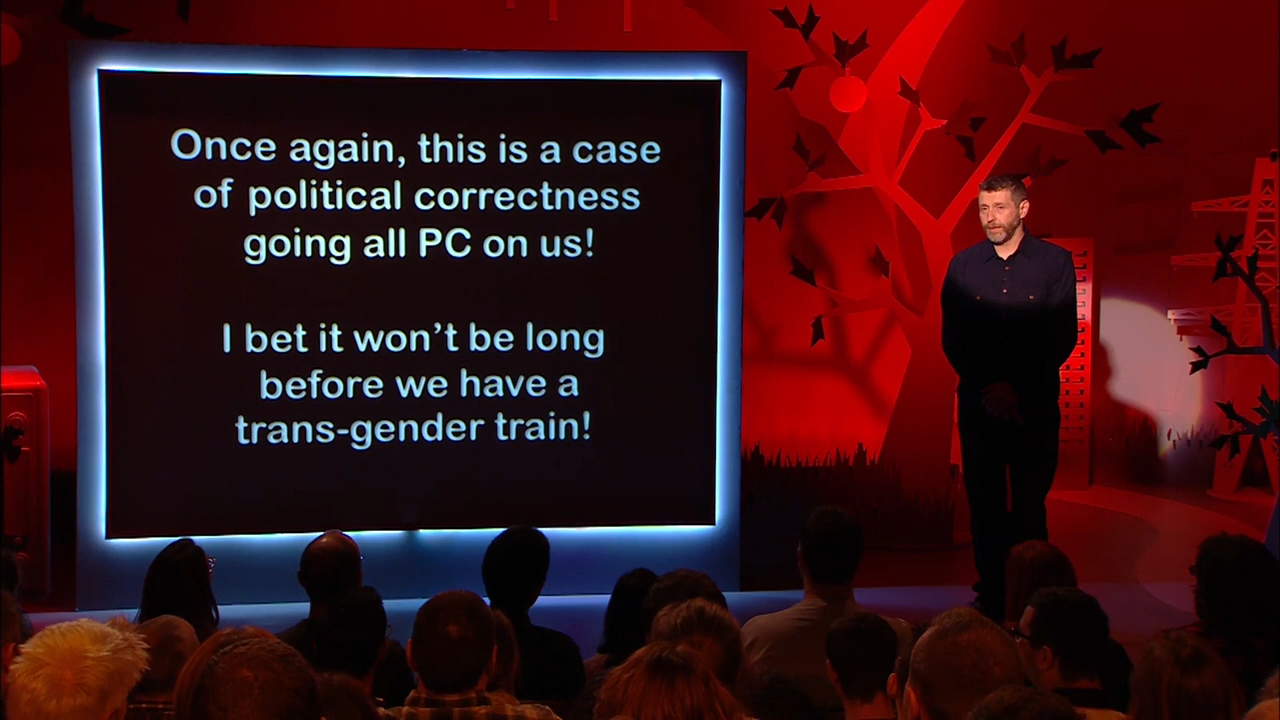 Once again, this is a case
of political correctness
going all PC on us!
I bet it won't be long
before we have a
trans-gender train!